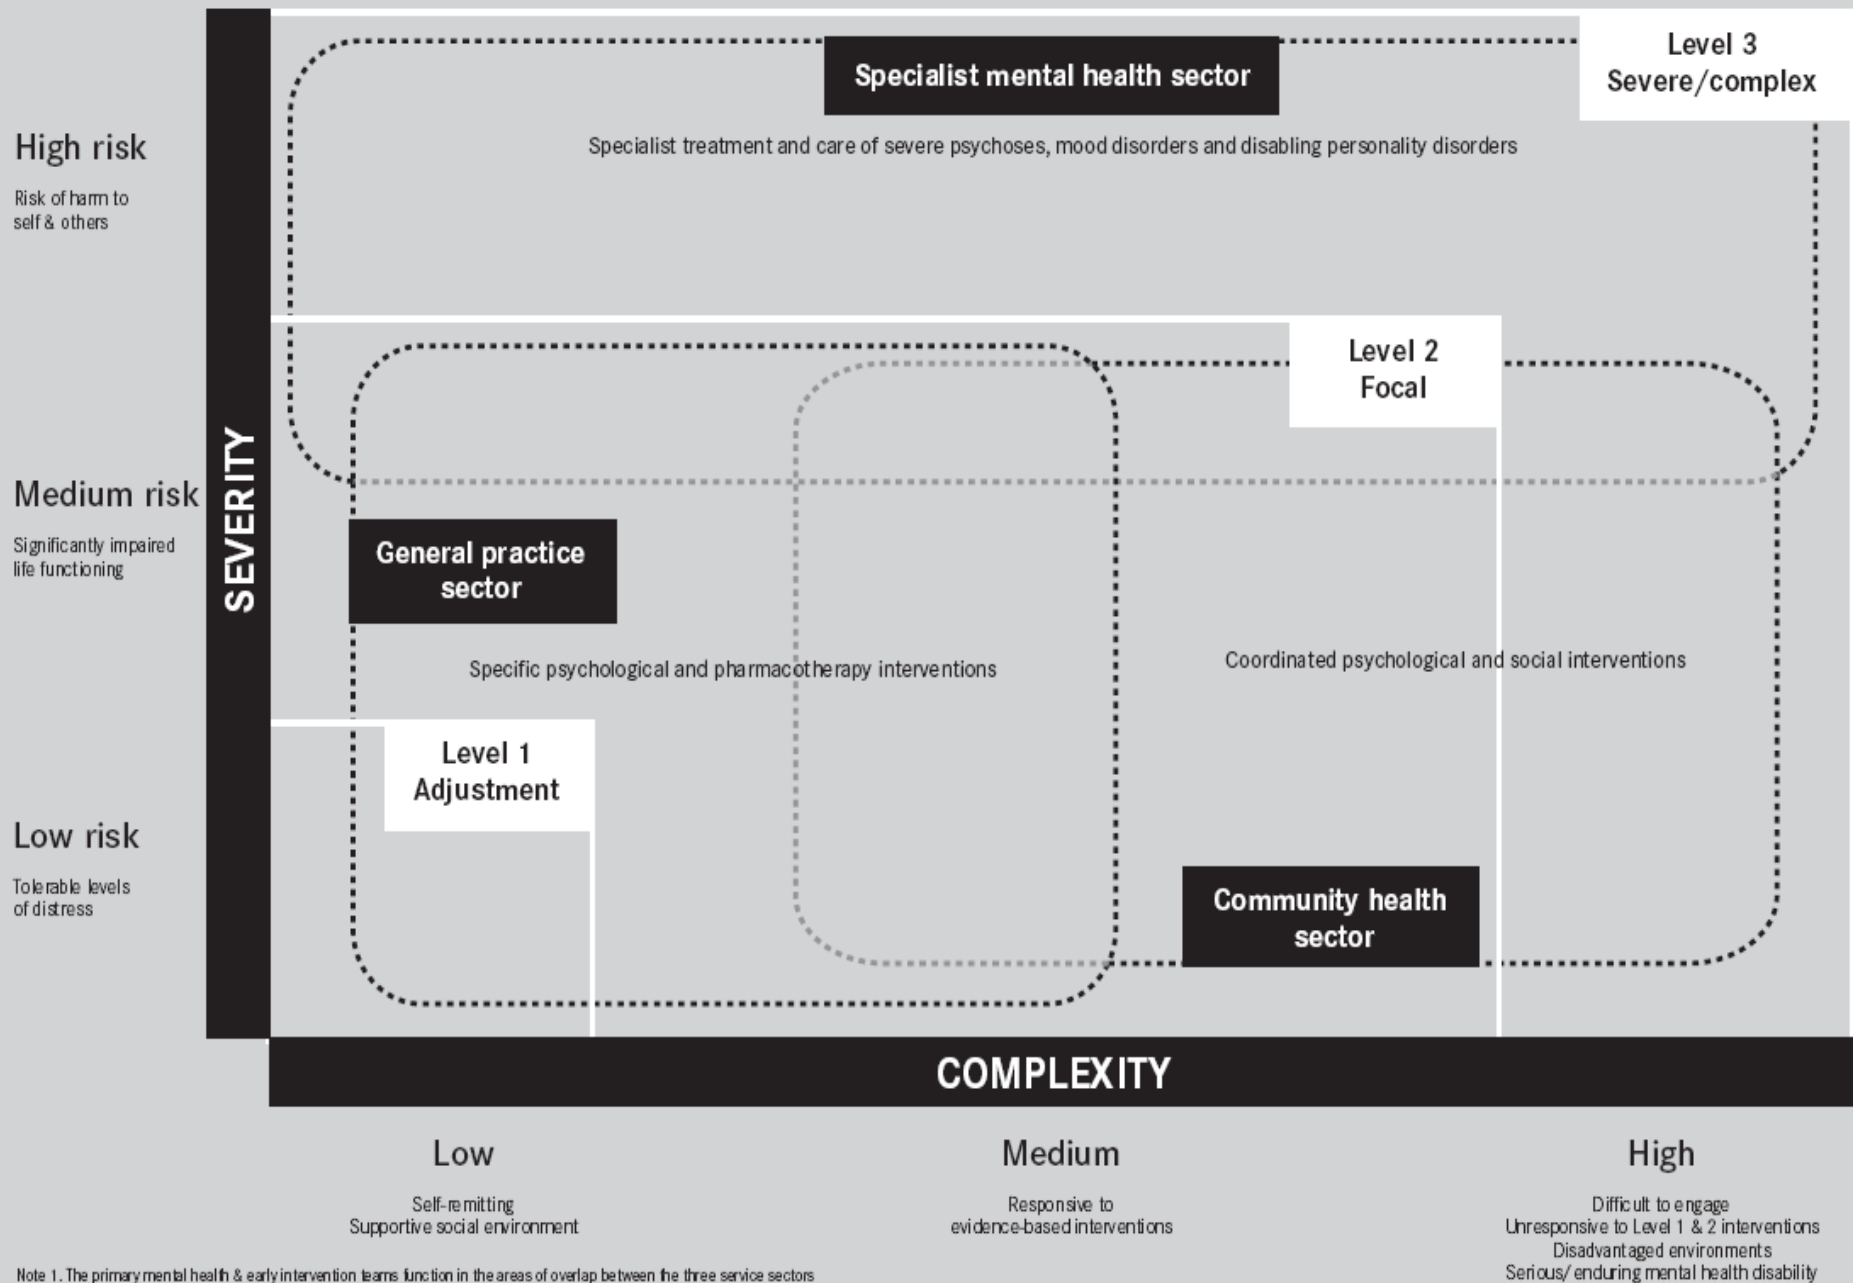 Specialist mental health sector
Level 3
Severe/complex
Specialist treatment and care of severe psychoses, mood disorders and disabling personality disorders
High risk
Risk of harm to
self & others
Level 2
Focal
SEVERITY
Medium risk
Significantly impaired
life functioning
General practice
sector
Specific psychological and pharmacotherapy interventions
Coordinated psychological and social interventions
Level 1
Adjustment
Low risk
Tolerable levels
of distress
Community health
sector
COMPLEXITY
Low
Self-remitting
Supportive social environment
Medium
Responsive to
evidence-based interventions
High
Difficult to engage
Unresponsive to Level 1 & 2 interventions
Disadvantaged environments
Serious/enduring mental health disability
Note 1. The primary mental health & early intervention teams function in the areas of overlap between the three service sectors